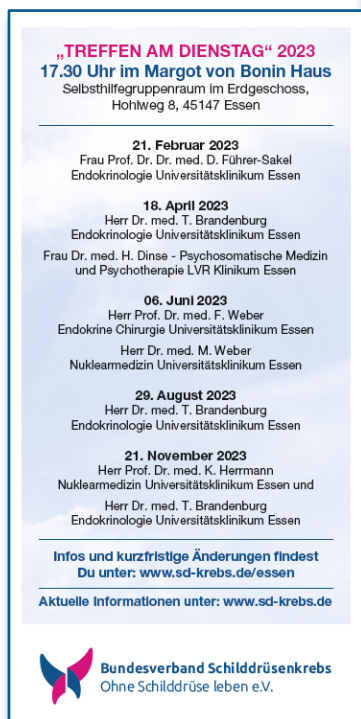 „TREFFEN AM DIENSTAG“ 2023
17.30 Uhr im Margot von Bonin Haus
Selbsthilfegruppenraum im Erdgeschoss,
Hohlweg 8, 45147 Essen
21. Februar 2023
Frau Prof. Dr. Dr. med. D. Führer-Sakel
Endokrinologie Universitätsklinikum Essen
18. April 2023
Herr Dr. med. T. Brandenburg
Endokrinologie Universitätsklinikum Essen
Frau Dr. med. H. Dinse - Psychosomatische Medizin
und Psychotherapie LVR Klinikum Essen
06. Juni 2023
Herr Prof. Dr. med. F. Weber
Endokrine Chirurgie Universitätsklinikum Essen
Herr Dr. med. M. Weber
Nuklearmedizin Universitätsklinikum Essen
29. August 2023
Herr Dr. med. T. Brandenburg
Endokrinologie Universitätsklinikum Essen
21. November 2023
Herr Prof. Dr. med. K. Herrmann
Nuklearmedizin Universitätsklinikum Essen und
Herr Dr. med. T. Brandenburg
Endokrinologie Universitätsklinikum Essen
Infos und kurzfristige Änderungen findest
Du unter: www.sd-krebs.de/essen
Aktuelle Informationen unter: www.sd-krebs.de
Bundesverband Schilddrüsenkrebs
Ohne Schilddrüse leben e.V.